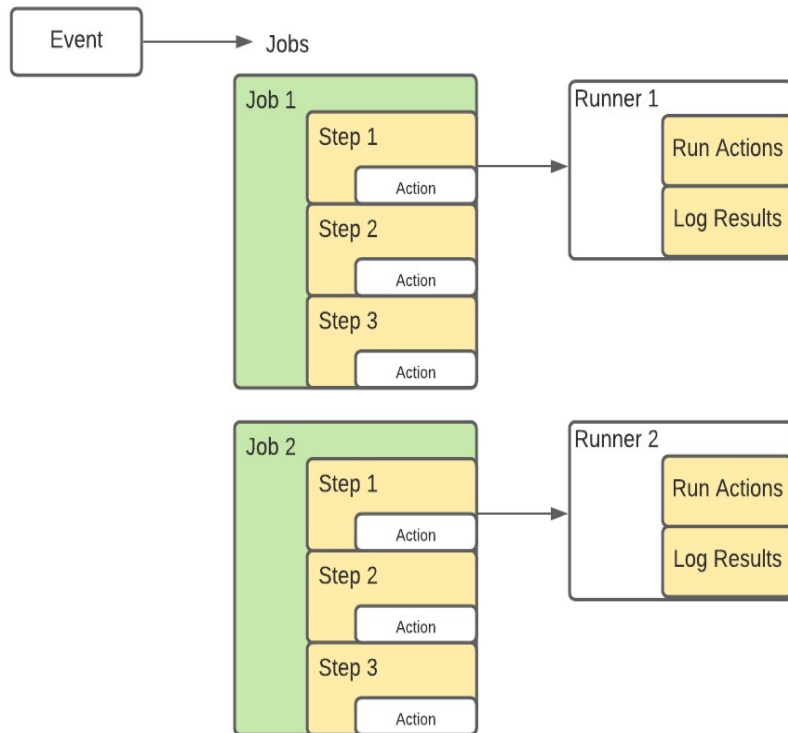 Event
Jobs
Job 1
Step 1
Action
Step 2
Action
Step 3
Action
Runner 1
Run Actions
Log Results
Job 2
Step 1
Action
Step 2
Action
Step 3
Action
Runner 2
Run Actions
Log Results